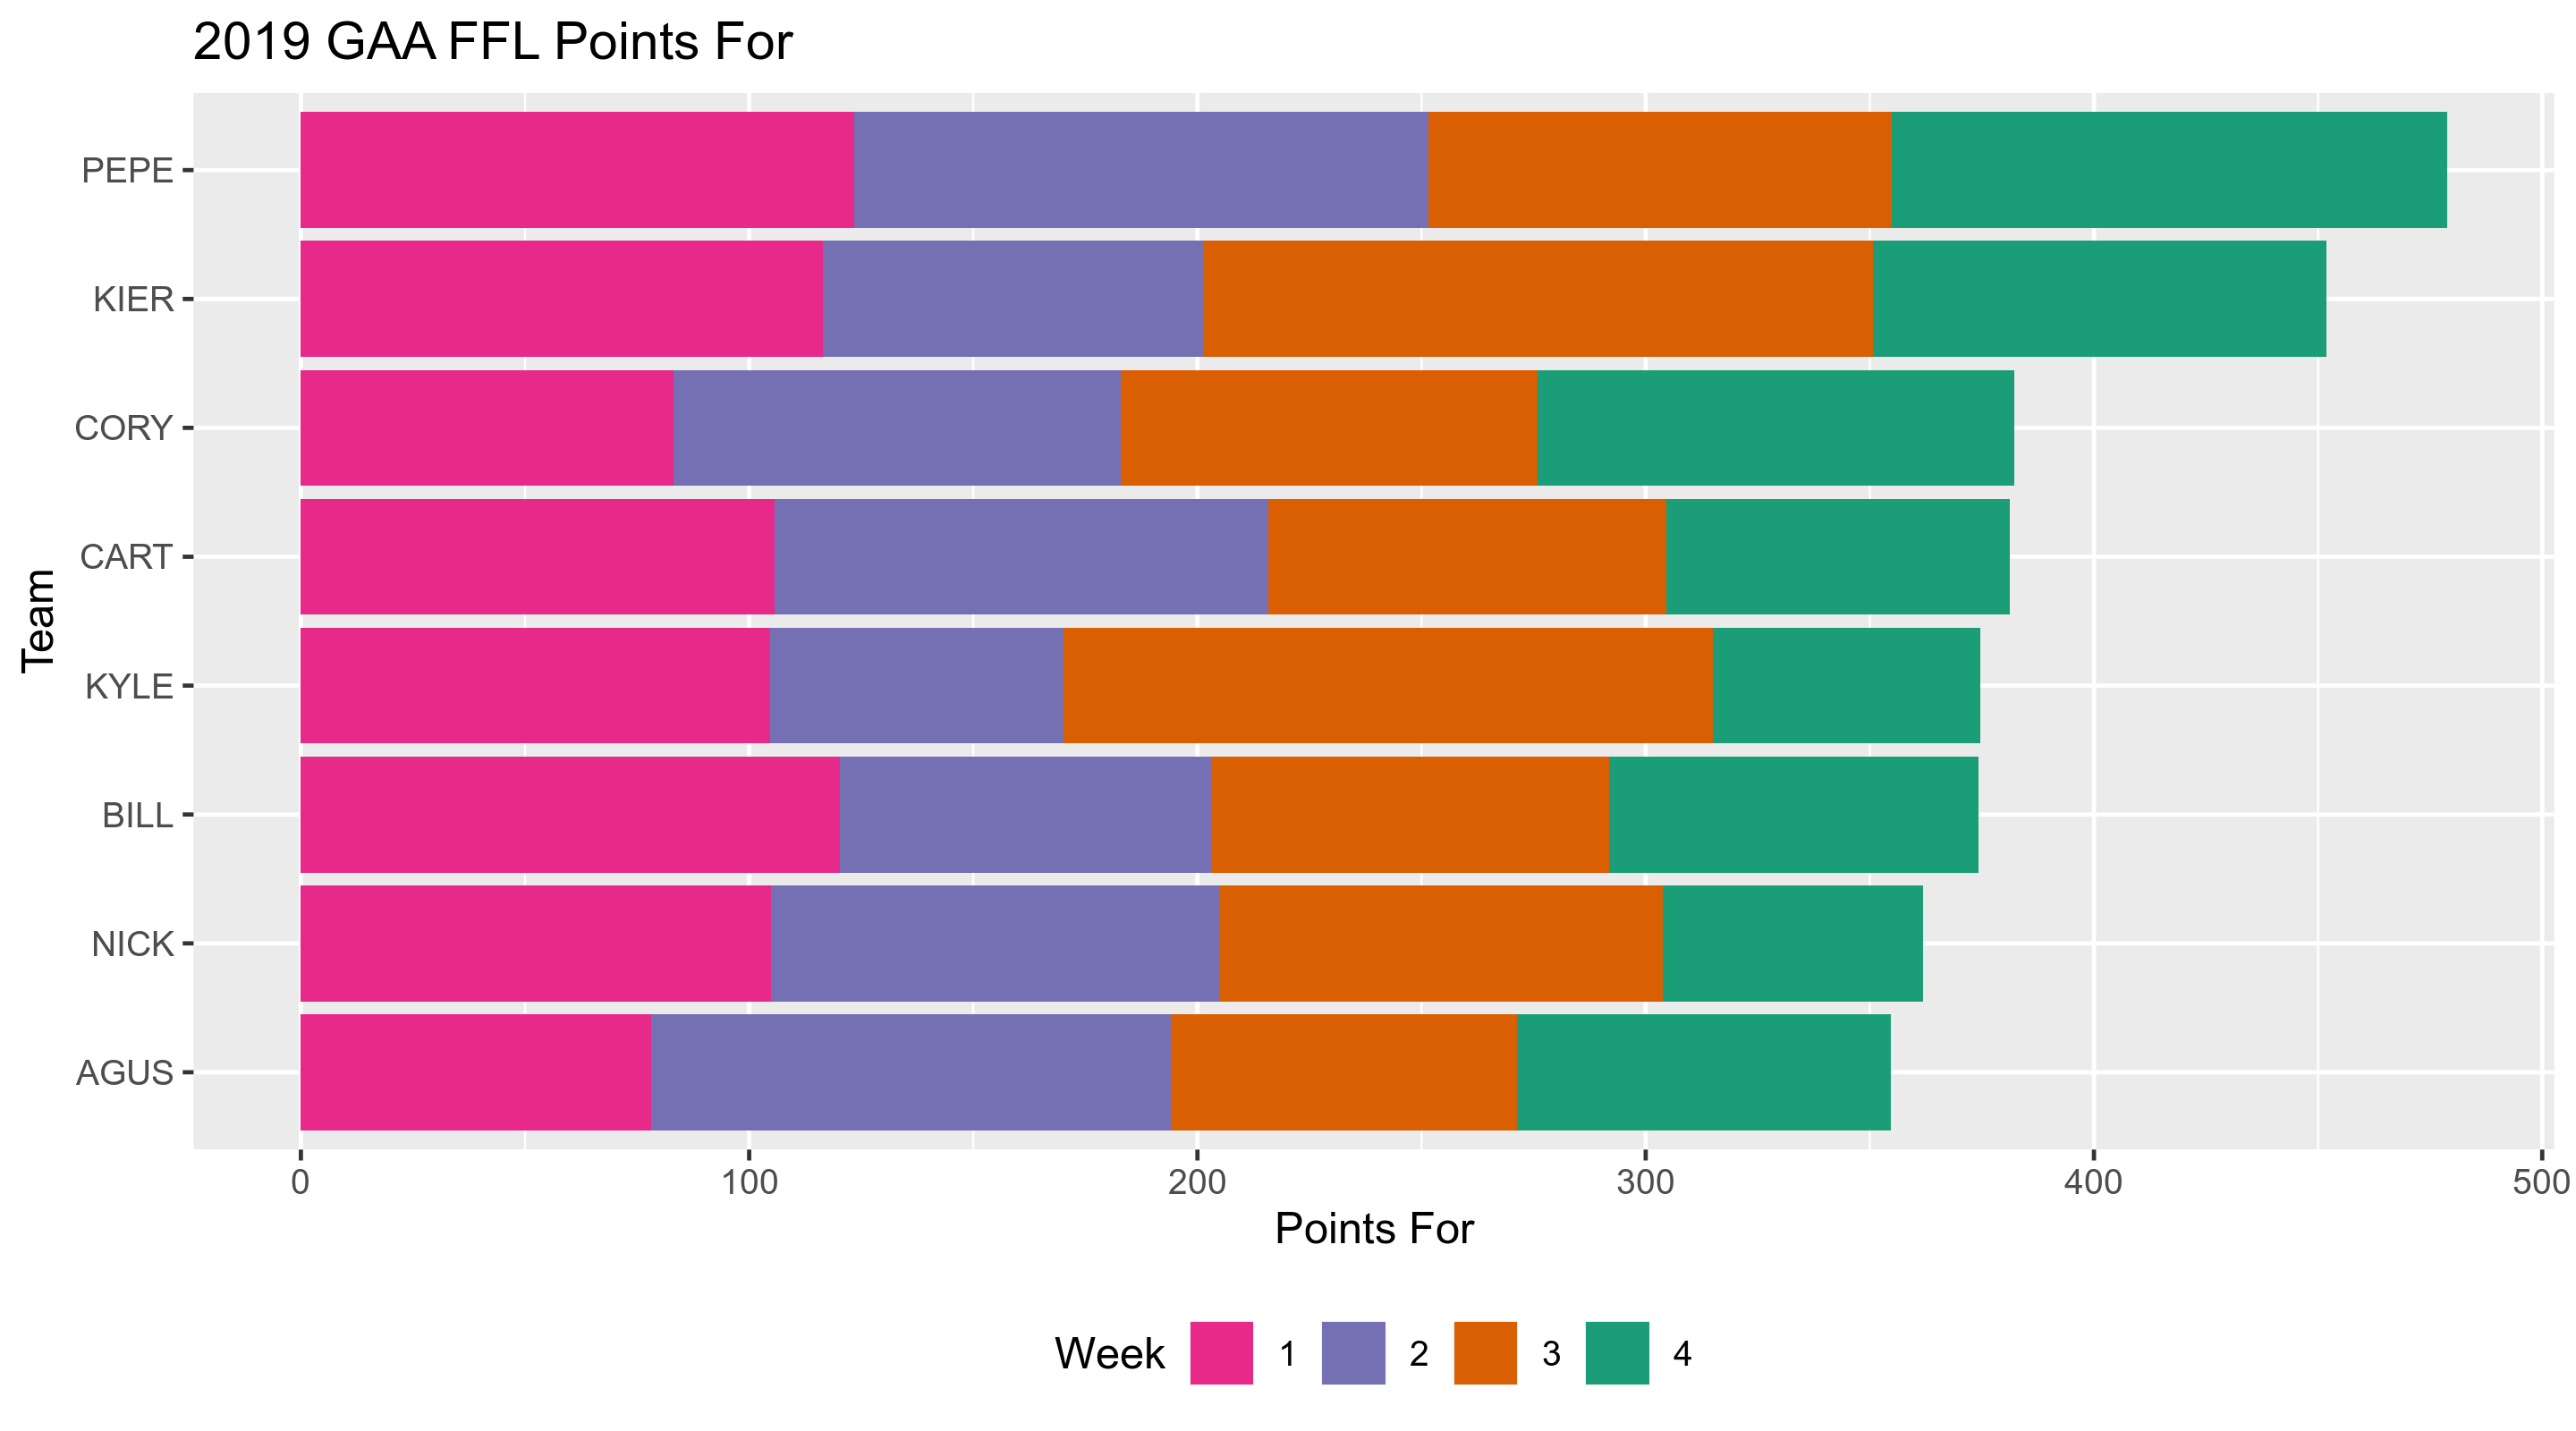 2019 GAA FFL Points For
Team
PEPE
KIER
CORY
CART
KYLE
BILL
NICK
AGUS
0 100 200 300 400 500
Points For
Week 1 2 3 4